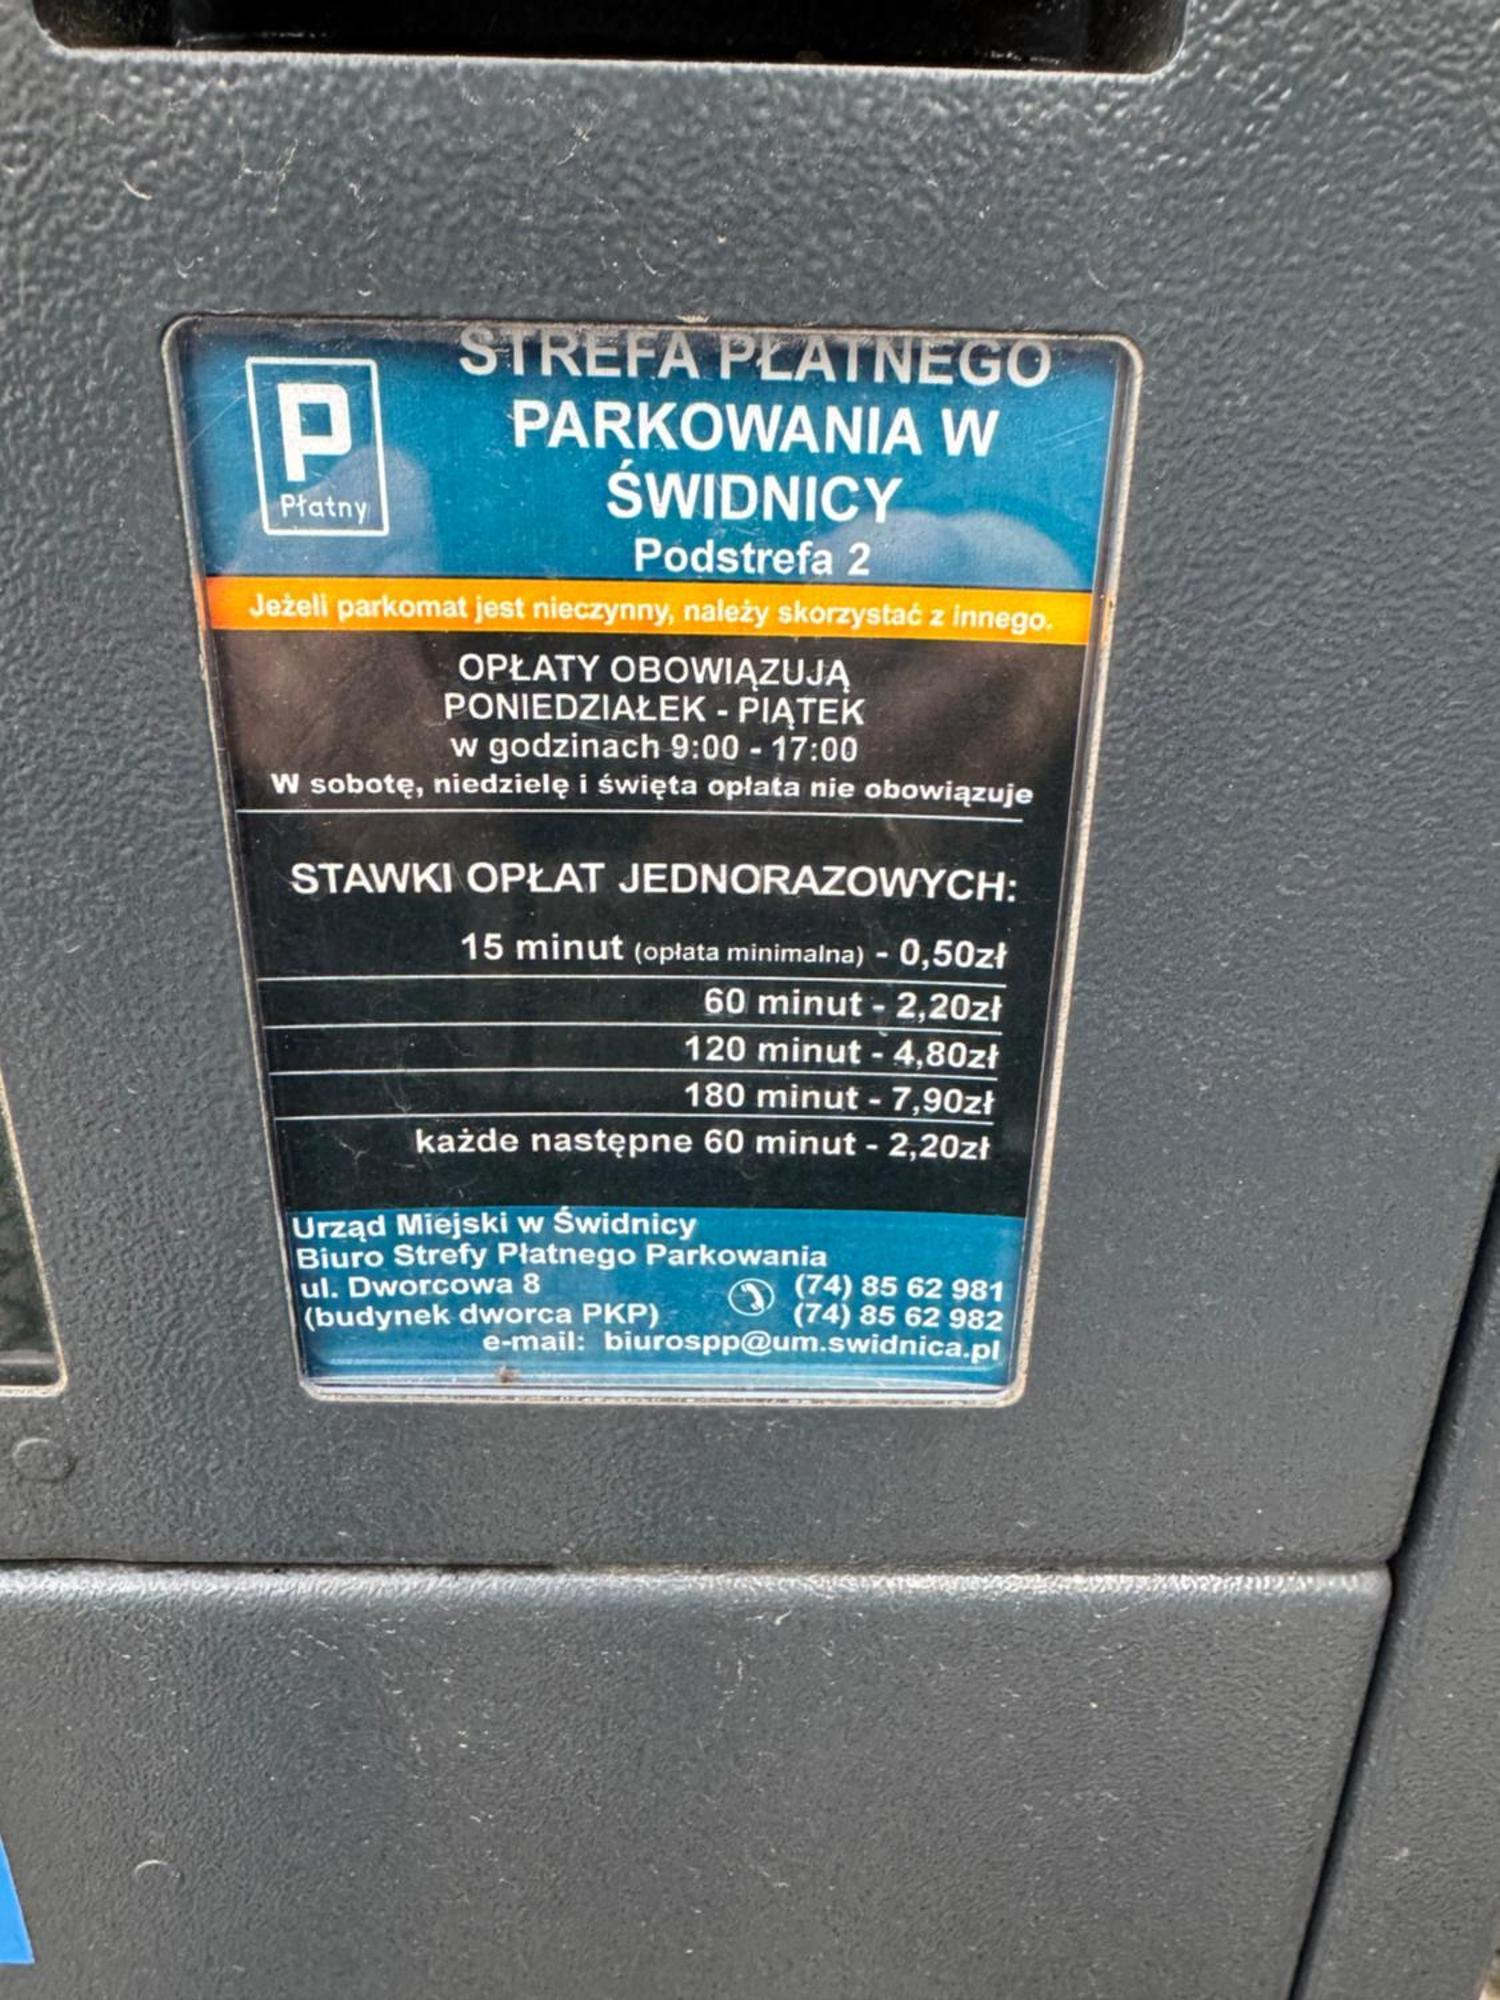 STREFA PŁATNEGO
PARKOWANIA W
ŚWIDNICY
Podstrefa 2
P
Płatny
Jeżeli parkomat jest nieczynny, należy skorzystać z innego.
OPŁATY OBOWIĄZUJĄ
PONIEDZIAŁEK - PIĄTEK
w godzinach 9:00 - 17:00
W sobotę, niedzielę i święta opłata nie obowiązuje
STAWKI OPŁAT JEDNORAZOWYCH:
15 minut (opłata minimalna) - 0,50zł
60 minut - 2,20zł
120 minut - 4,80zł
180 minut - 7,90zł
każde następne 60 minut - 2,20zł
Urząd Miejski w Świdnicy
Biuro Strefy Płatnego Parkowania
ul. Dworcowa 8
(budynek dworca PKP)
(74) 85 62 981
(74) 85 62 982
e-mail: biurospp@um.swidnica.pl